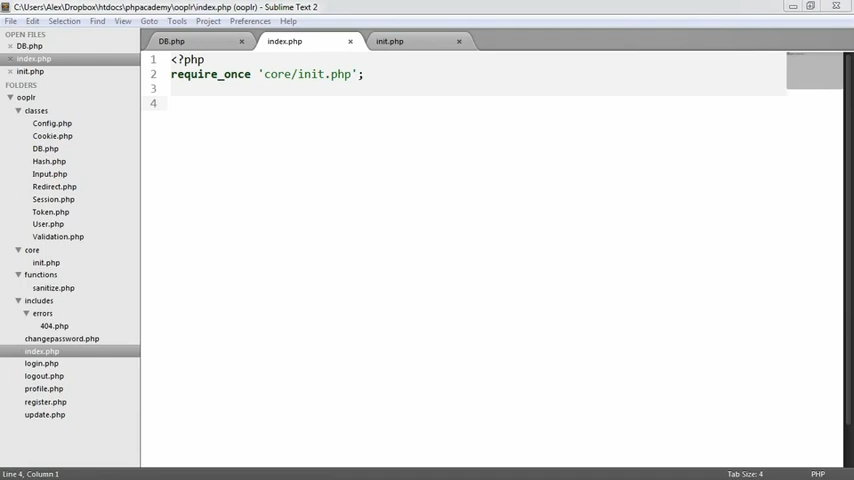 C:\Users\Alex\Dropbox\htdocs\phpacademy\ooplr\index.php (ooplr) - Sublime Text 2
File Edit Selection Find View Goto Tools Project Preferences Help
OPEN FILES
DB.php
index.php
init.php
FOLDERS
ooplr
classes
Config.php
Cookie.php
DB.php
Hash.php
Input.php
Redirect.php
Session.php
Token.php
User.php
Validation.php
core
init.php
functions
sanitize.php
includes
errors
404.php
changepassword.php
index.php
login.php
logout.php
profile.php
register.php
update.php
DB.php index.php init.php
1 <?php
2 require_once 'core/init.php';
3
4
Line 4, Column 1 Tab Size: 4 PHP